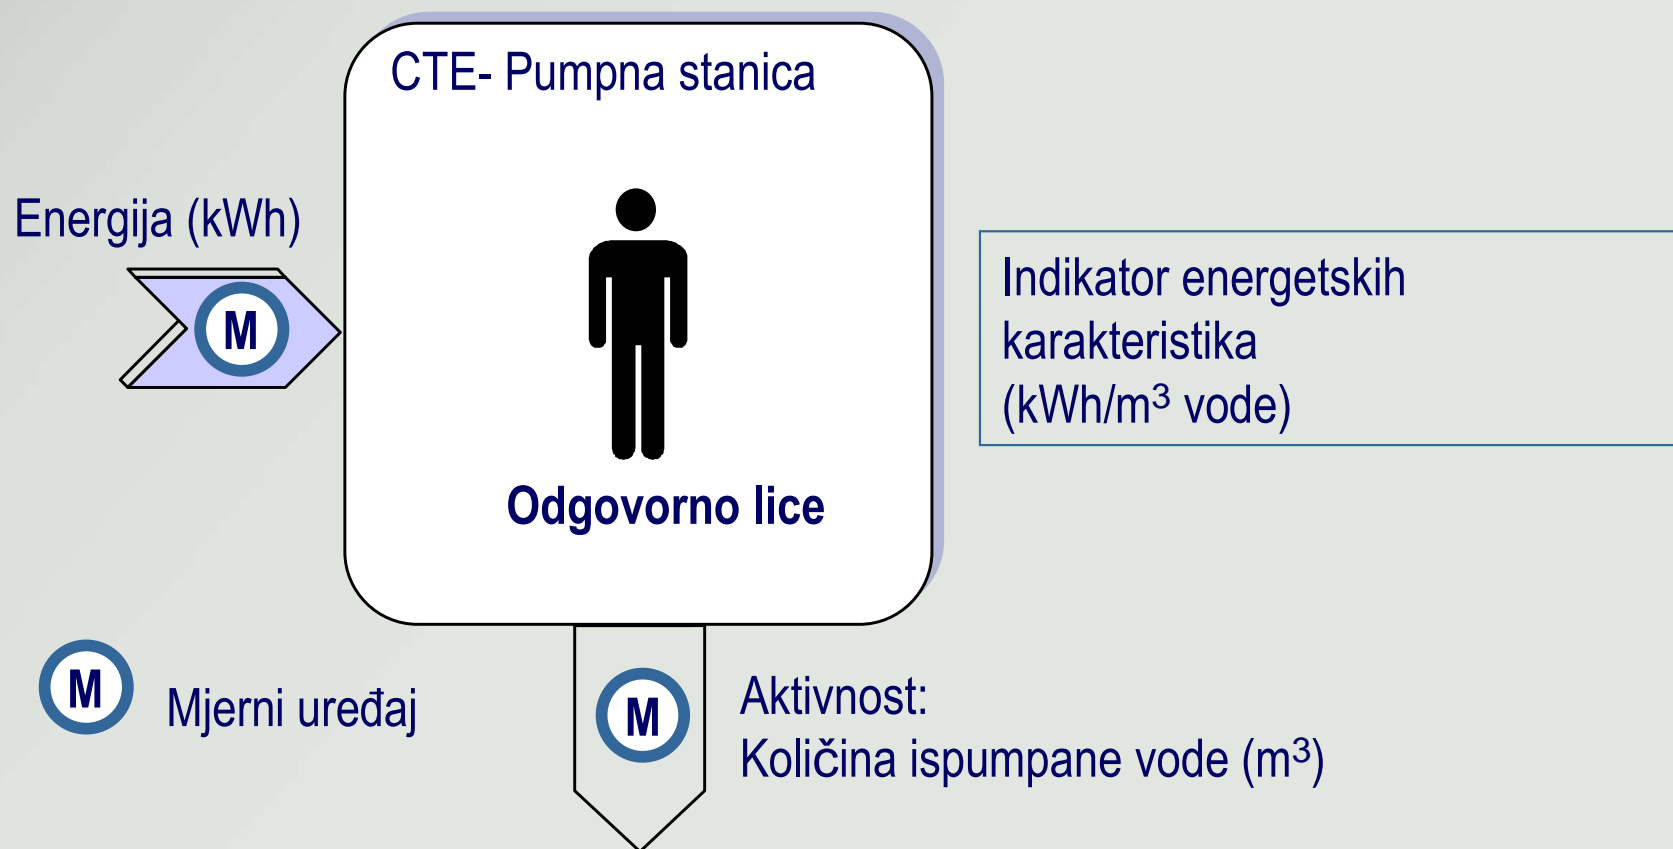 CTE- Pumpna stanica
Energija (kWh)
M
Indikator energetskih
karakteristika
(kWh/m³ vode)
Odgovorno lice
M
Mjerni uređaj
M
Aktivnost:
Količina ispumpane vode (m³)